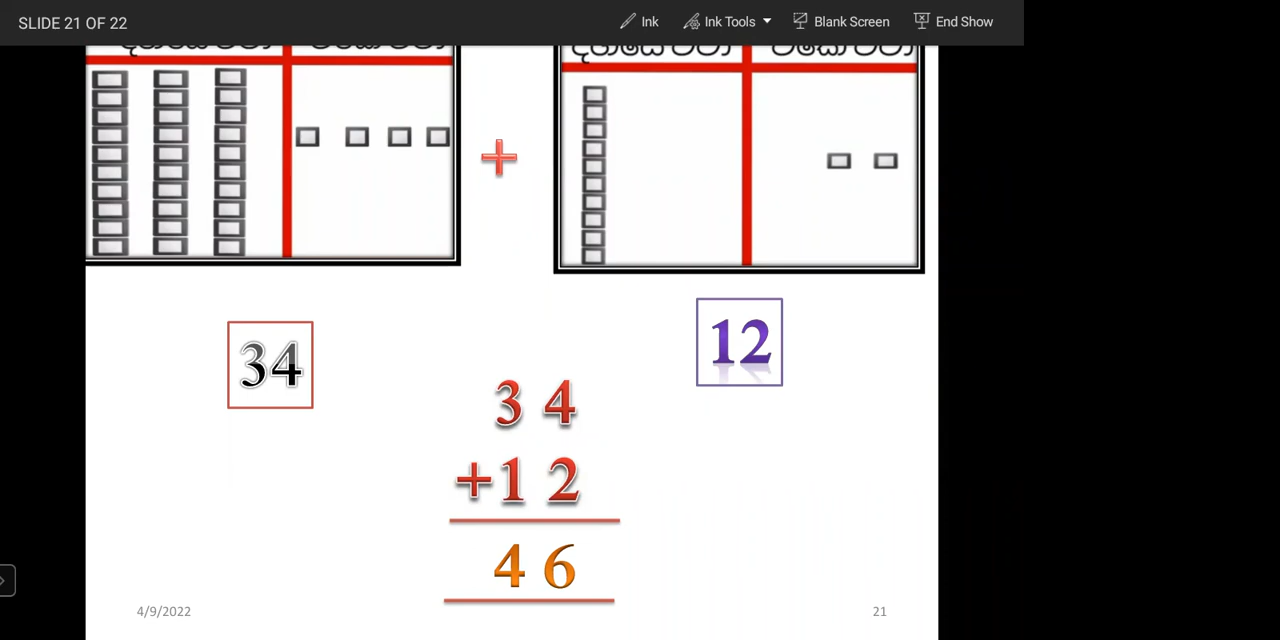 SLIDE 21 OF 22
Ink
Ink Tools
Blank Screen
End Show
+
34
12
3 4
+1 2
4 6
4/9/2022
21